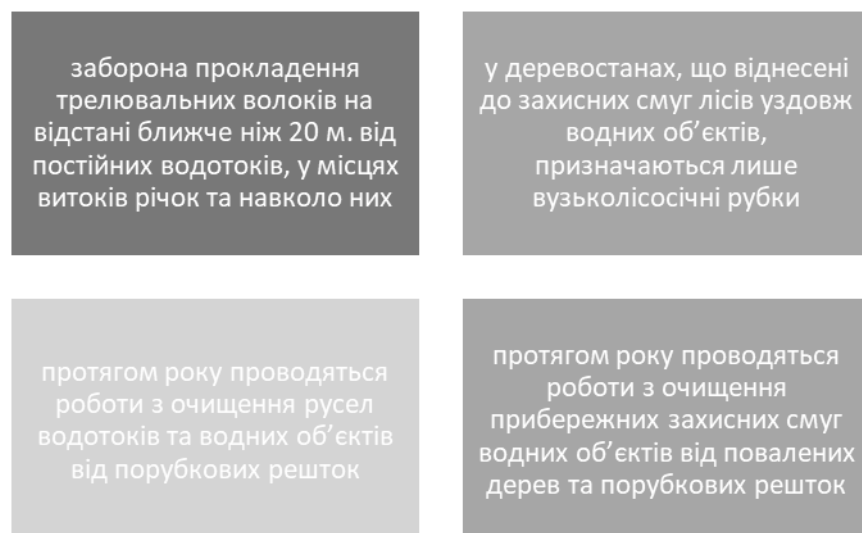 заборона прокладення
трелювальних волоків на
відстані ближче ніж 20 м. від
постійних водотоків, у місцях
витоків річок та навколо них
у деревостанах, що віднесені
до захисних смуг лісів уздовж
водних об’єктів,
призначаються лише
вузьколісосічні рубки
протягом року проводяться
роботи з очищення русел
водотоків та водних об’єктів
від порубкових решток
протягом року проводяться
роботи з очищення
прибережних захисних смуг
водних об’єктів від повалених
дерев та порубкових решток